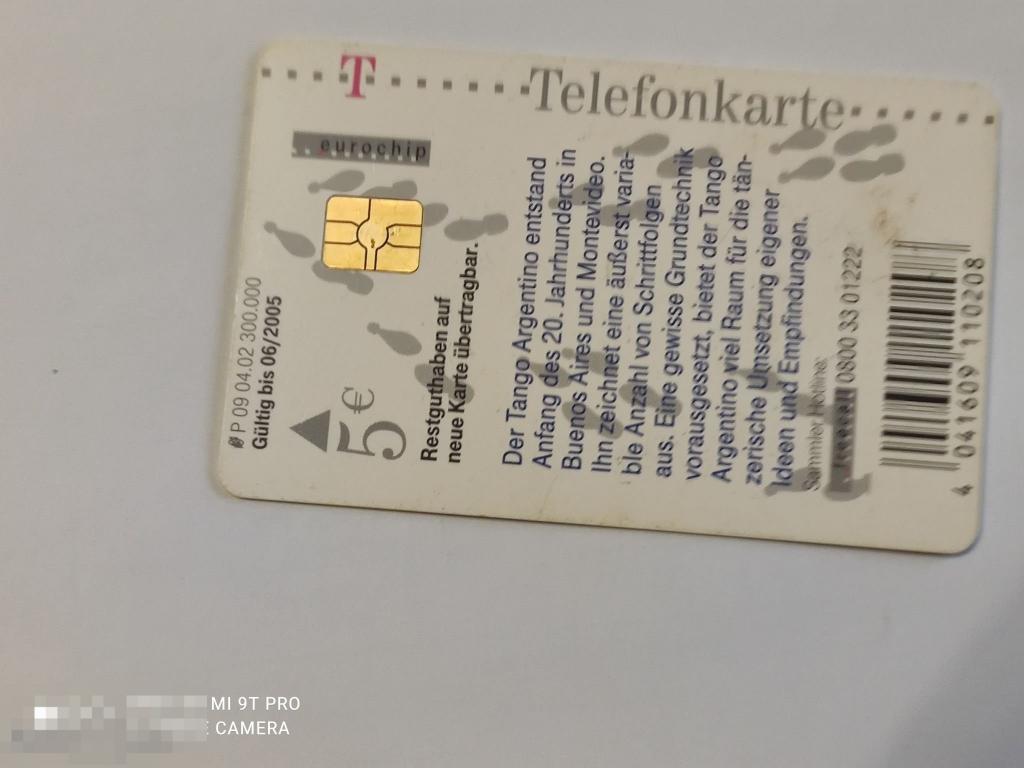 T Telefonkarte
eurochip
P 09 04.02 300.000
Gültig bis 06/2005
5€
Restguthaben auf
neue Karte übertragbar.
Der Tango Argentino entstand
Anfang des 20. Jahrhunderts in
Buenos Aires und Montevideo.
Ihn zeichnet eine äußerst varia-
ble Anzahl von Schrittfolgen
aus. Eine gewisse Grundtechnik
vorausgesetzt, bietet der Tango
Argentino viel Raum für die tän-
zerische Umsetzung eigener
Ideen und Empfindungen.
Sammler Hotline:
0800 33 01222
4 041609 110208
MI 9T PRO
CAMERA